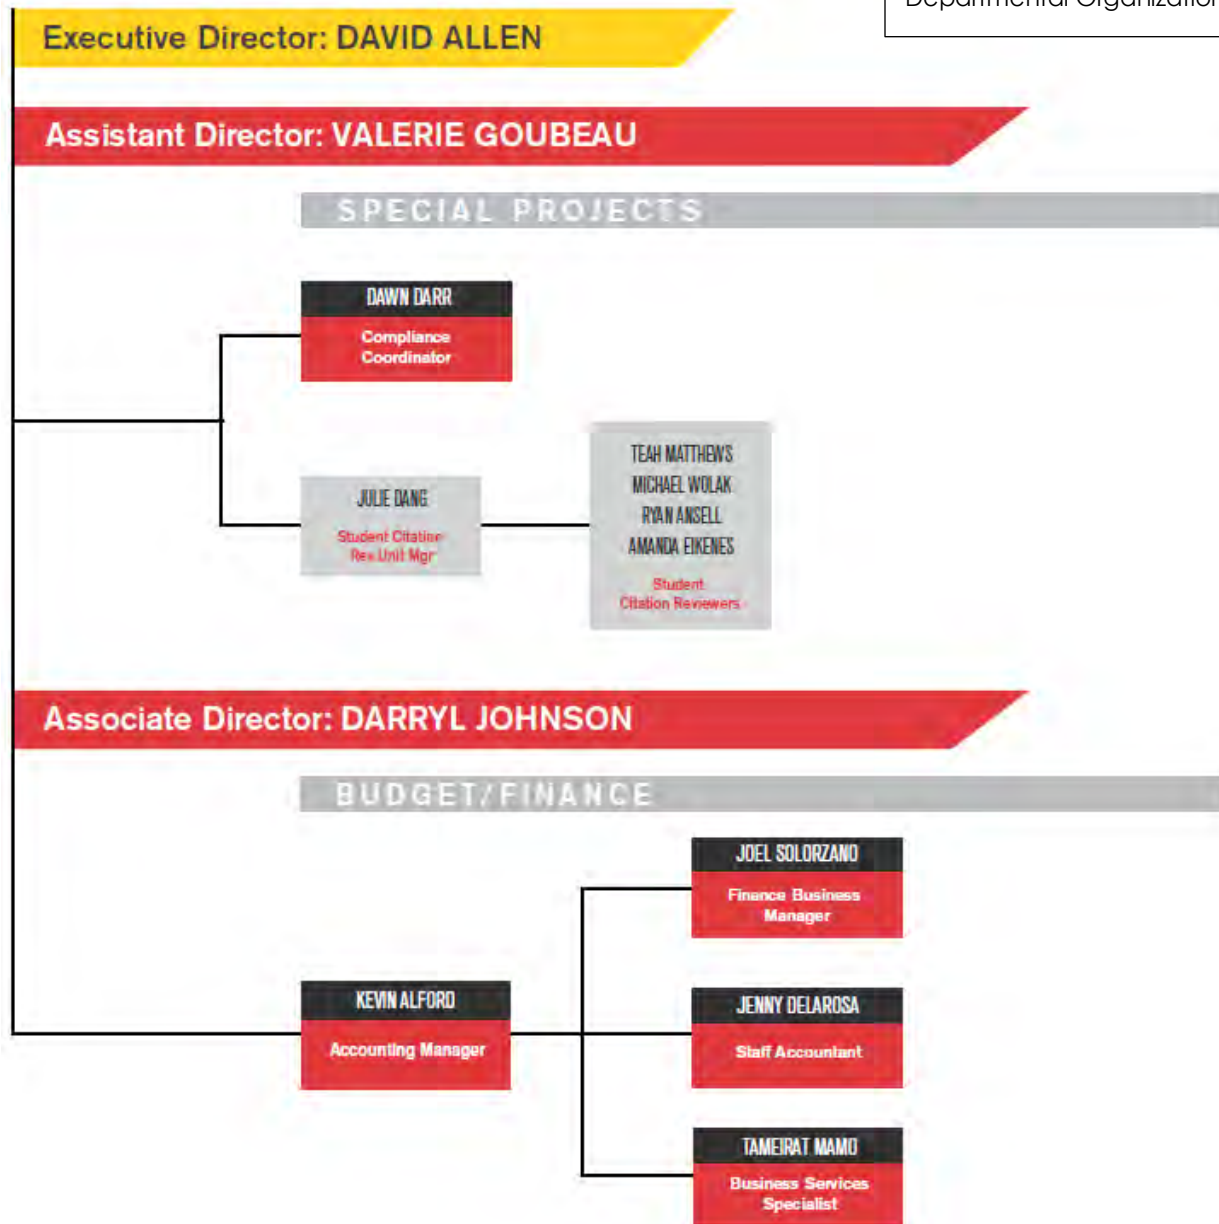 Departmental Organization
Executive Director: DAVID ALLEN
Assistant Director: VALERIE GOUBEAU
SPECIAL PROJECTS
DAWN DARR
Compliance
Coordinator
JULIE DANG
Student Citation
Rev Unit Mgr
TEAH MATTHEWS
MICHAEL WOLAK
RYAN ANSELL
AMANDA EIKENES
Student
Citation Reviewers
Associate Director: DARRYL JOHNSON
BUDGET/FINANCE
JOEL SOLORZANO
Finance Business
Manager
KEVIN ALFORD
Accounting Manager
JENNY DELAROSA
Staff Accountant
TAMEIRAT MAMO
Business Services
Specialist